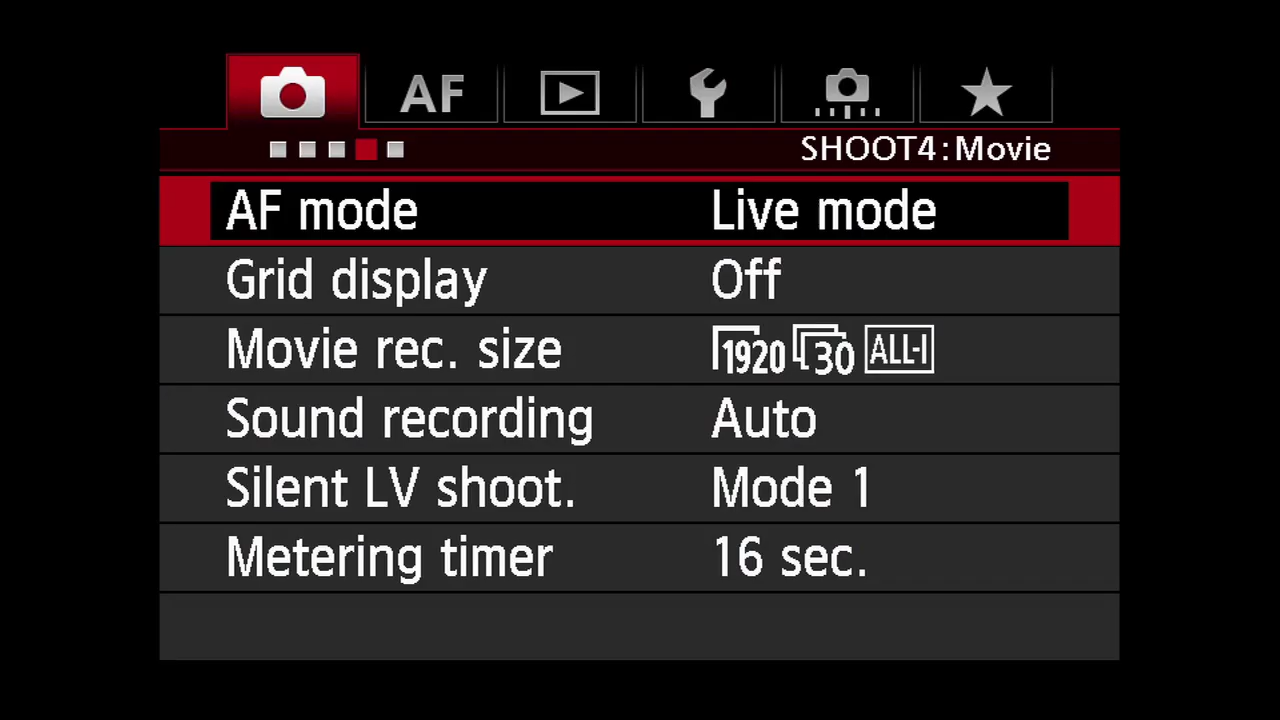 AF
SHOOT4:Movie
AF mode Live mode
Grid display Off
Movie rec. size 1920 30 ALL-I
Sound recording Auto
Silent LV shoot. Mode 1
Metering timer 16 sec.